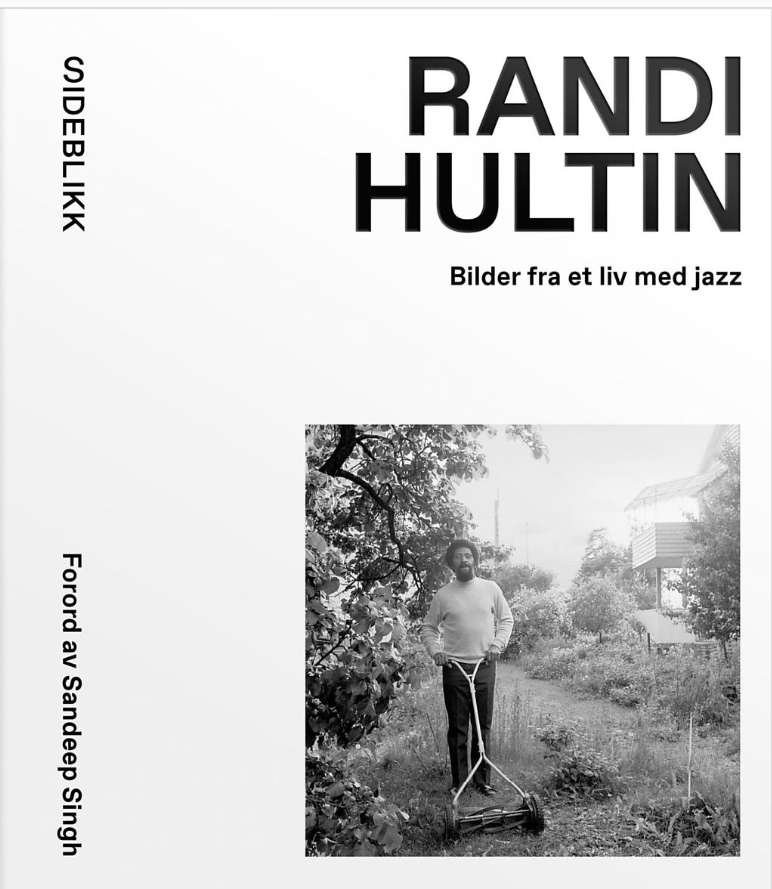 SIDEBLIKK
RANDI
HULTIN
Bilder fra et liv med jazz
Forord av Sandeep Singh